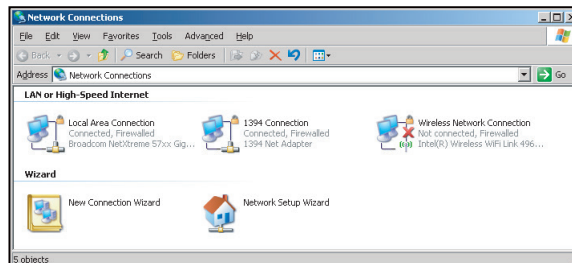 Network Connections
File Edit View Favorites Tools Advanced Help
Back Search Folders
Address Network Connections Go
LAN or High-Speed Internet
Local Area Connection
Connected, Firewalled
Broadcom NetXtreme 57xx Gig...
1394 Connection
Connected, Firewalled
1394 Net Adapter
Wireless Network Connection
Not connected, Firewalled
Intel(R) Wireless WiFi Link 496...
Wizard
New Connection Wizard
Network Setup Wizard
5 objects